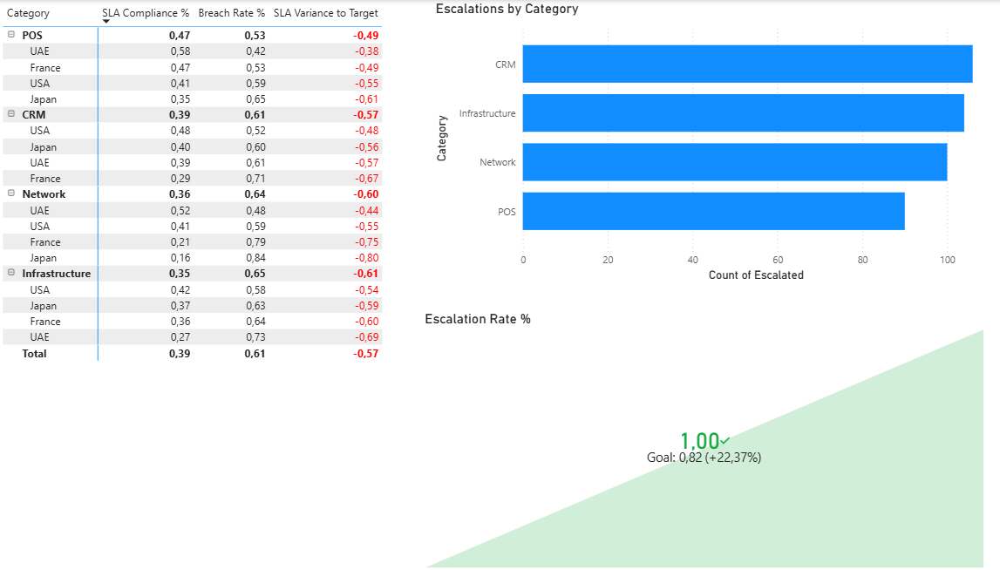 Category SLA Compliance % Breach Rate % SLA Variance to Target
POS 0,47 0,53 -0,49
UAE 0,58 0,42 -0,38
France 0,47 0,53 -0,49
USA 0,41 0,59 -0,55
Japan 0,35 0,65 -0,61
CRM 0,39 0,61 -0,57
USA 0,48 0,52 -0,48
Japan 0,40 0,60 -0,56
UAE 0,39 0,61 -0,57
France 0,29 0,71 -0,67
Network 0,36 0,64 -0,60
UAE 0,52 0,48 -0,44
USA 0,41 0,59 -0,55
France 0,21 0,79 -0,75
Japan 0,16 0,84 -0,80
Infrastructure 0,35 0,65 -0,61
USA 0,42 0,58 -0,54
Japan 0,37 0,63 -0,59
France 0,36 0,64 -0,60
UAE 0,27 0,73 -0,69
Total 0,39 0,61 -0,57
Escalations by Category
Category
CRM
Infrastructure
Network
POS
0 20 40 60 80 100
Count of Escalated
Escalation Rate %
1,00
Goal: 0,82 (+22,37%)